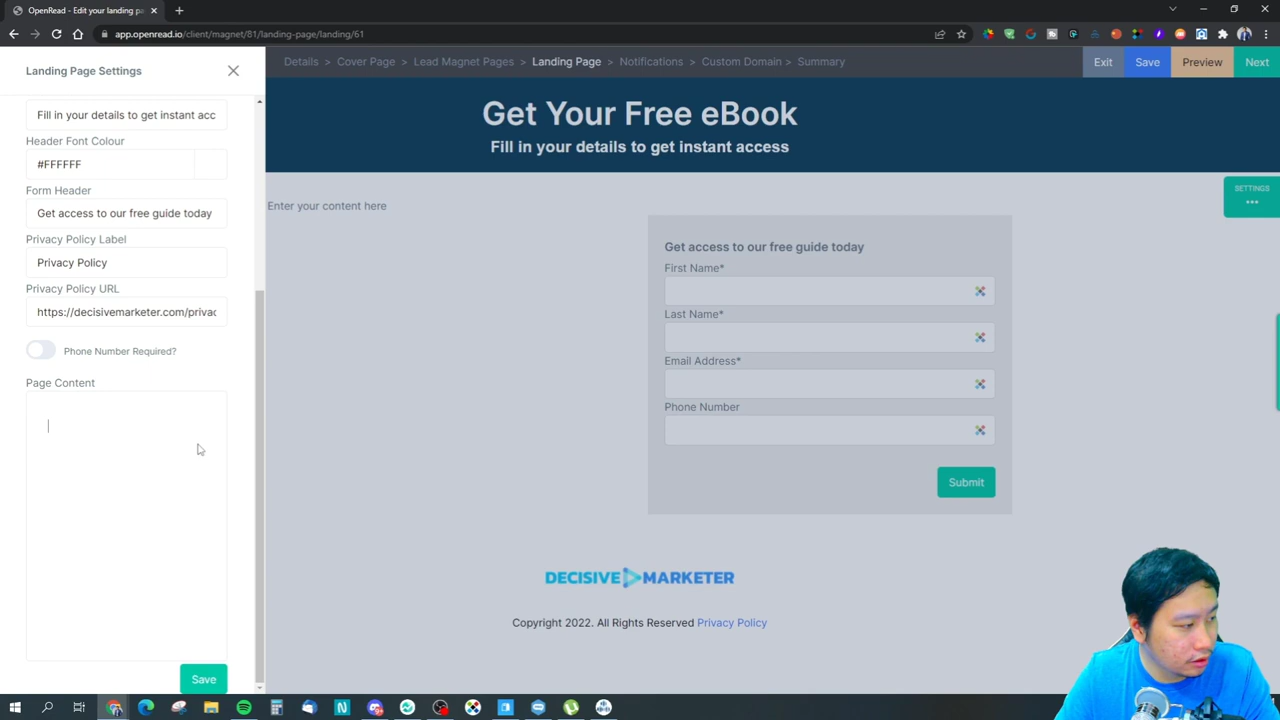 OpenRead - Edit your landing pa
app.openread.io/client/magnet/81/landing-page/landing/61
Landing Page Settings
Details > Cover Page > Lead Magnet Pages > Landing Page > Notifications > Custom Domain > Summary
Exit
Save
Preview
Next
Fill in your details to get instant acc
Header Font Colour
#FFFFFF
Form Header
Get access to our free guide today
Privacy Policy Label
Privacy Policy
Privacy Policy URL
https://decisivemarketer.com/privac
Phone Number Required?
Page Content
Save
Get Your Free eBook
Fill in your details to get instant access
SETTINGS
Enter your content here
Get access to our free guide today
First Name*
Last Name*
Email Address*
Phone Number
Submit
DECISIVE MARKETER
Copyright 2022. All Rights Reserved Privacy Policy